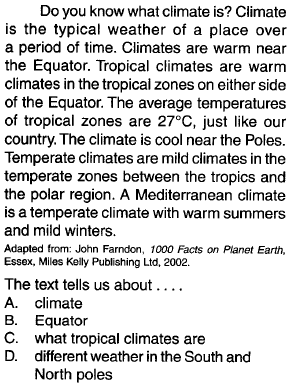 Do you know what climate is? Climate
is the typical weather of a place over
a period of time. Climates are warm near
the Equator. Tropical climates are warm
climates in the tropical zones on either side
of the Equator. The average temperatures
of tropical zones are 27°C, just like our
country. The climate is cool near the Poles.
Temperate climates are mild climates in the
temperate zones between the tropics and
the polar region. A Mediterranean climate
is a temperate climate with warm summers
and mild winters.
Adapted from: John Farndon, 1000 Facts on Planet Earth,
Essex, Miles Kelly Publishing Ltd, 2002.
The text tells us about . . . .
A. climate
B. Equator
C. what tropical climates are
D. different weather in the South and
North poles